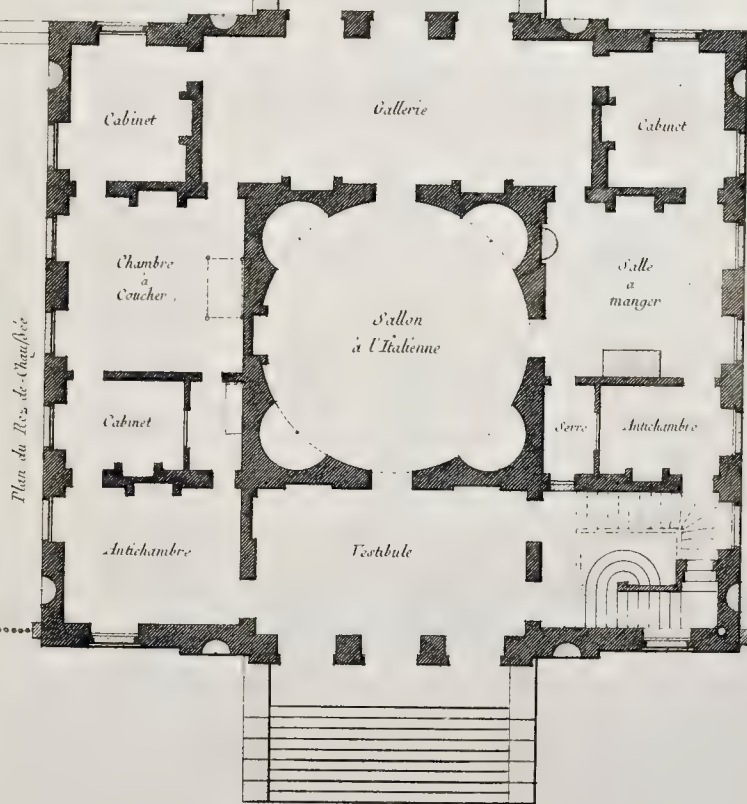 Plan du Rez-de-Chaußée
Cabinet
Gallerie
Cabinet
Chambre
à
Coucher.
Sallon
à l'Italienne
Salle
a
manger
Cabinet
Serre
Antichambre
Antichambre
Vestibule